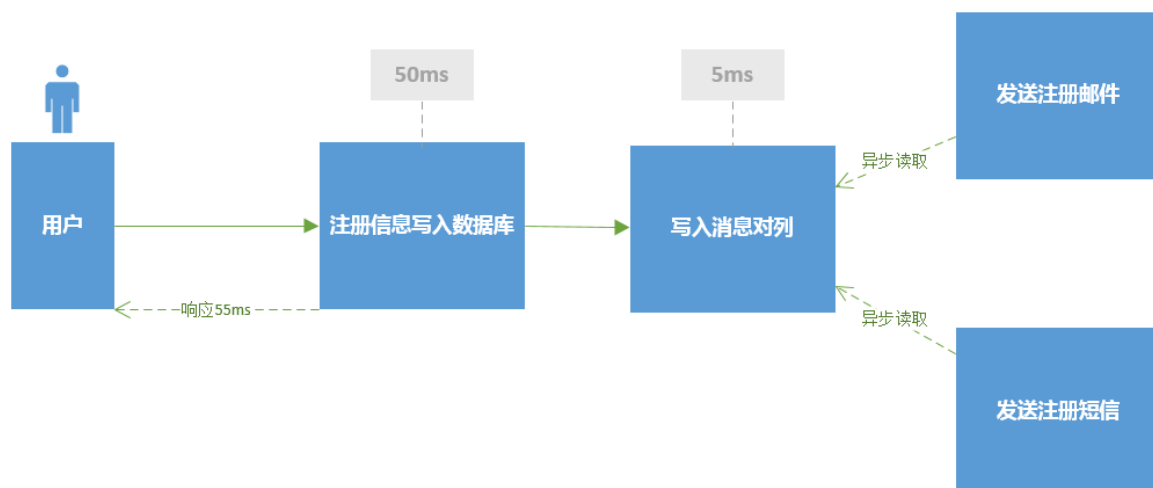 50ms
5ms
发送注册邮件
异步读取
用户
注册信息写入数据库
写入消息对列
响应55ms
异步读取
发送注册短信